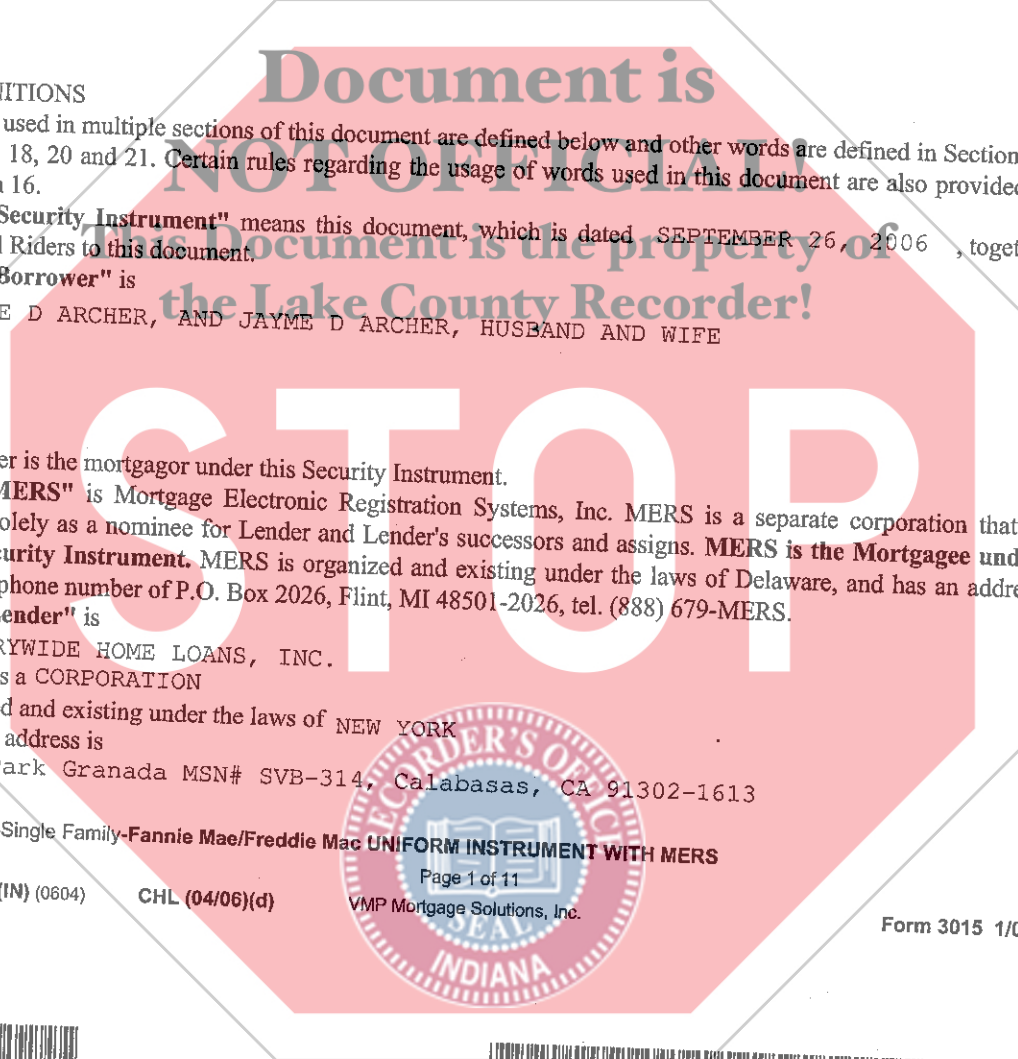 Document is
NITIONS
NOT OFFICIAL!
used in multiple sections of this document are defined below and other words are defined in Section
18, 20 and 21. Certain rules regarding the usage of words used in this document are also provided
16.
This Document is the property of
Security Instrument" means this document, which is dated SEPTEMBER 26, 2006 , toget
Riders to this document.
the Lake County Recorder!
Borrower" is
E D ARCHER, AND JAYME D ARCHER, HUSBAND AND WIFE
STOP
er is the mortgagor under this Security Instrument.
MERS" is Mortgage Electronic Registration Systems, Inc. MERS is a separate corporation that
olely as a nominee for Lender and Lender's successors and assigns. MERS is the Mortgagee und
curity Instrument. MERS is organized and existing under the laws of Delaware, and has an addre
phone number of P.O. Box 2026, Flint, MI 48501-2026, tel. (888) 679-MERS.
ender" is
RYWIDE HOME LOANS, INC.
s a CORPORATION
d and existing under the laws of NEW YORK
address is
Park Granada MSN# SVB-314, Calabasas, CA 91302-1613
RECORDER'S OFFICE
Single Family-Fannie Mae/Freddie Mac UNIFORM INSTRUMENT WITH MERS
Page 1 of 11
(IN) (0604) CHL (04/06)(d) VMP Mortgage Solutions, Inc.
Form 3015 1/0
SEAL
INDIANA